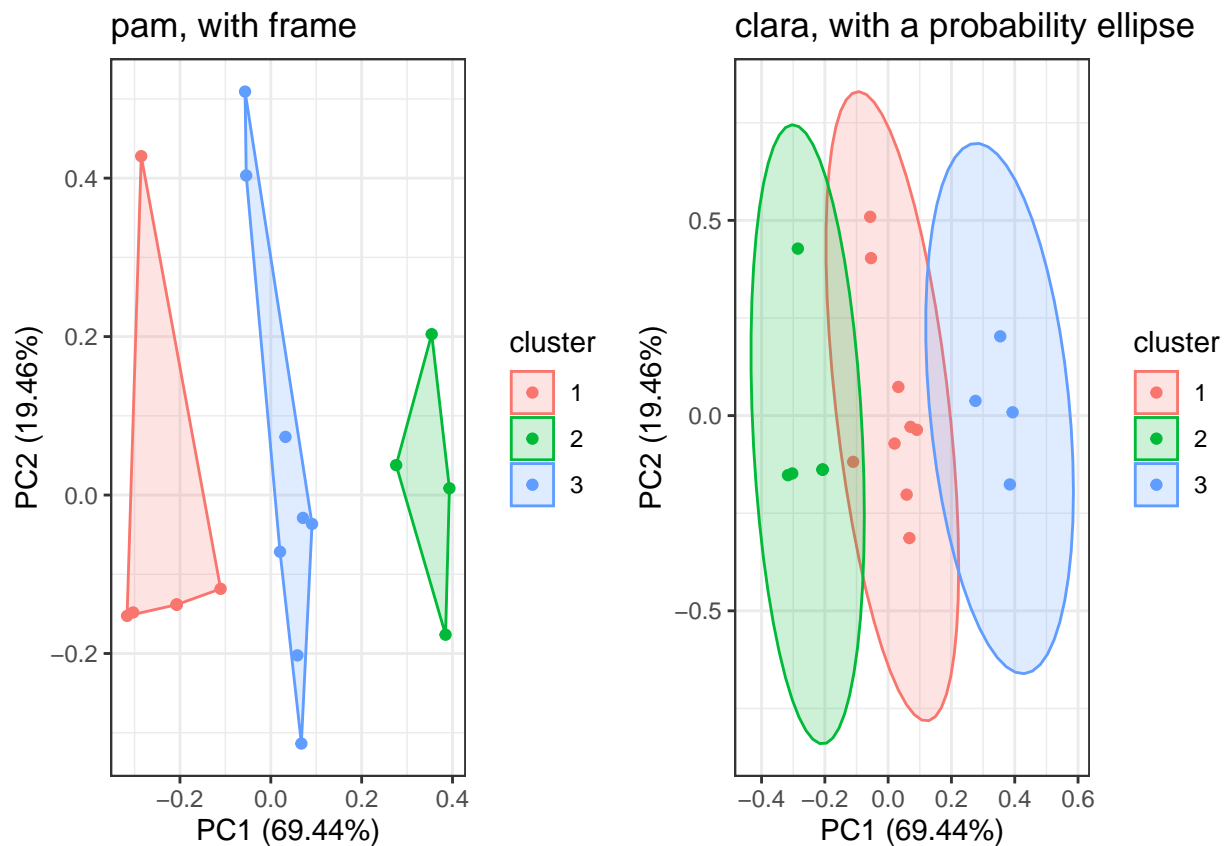 pam, with frame
PC2 (19.46%)
0.4
0.2
0.0
−0.2
−0.2
0.0
0.2
0.4
PC1 (69.44%)
cluster
1
2
3
clara, with a probability ellipse
PC2 (19.46%)
0.5
0.0
−0.5
−0.4
−0.2
0.0
0.2
0.4
0.6
PC1 (69.44%)
cluster
1
2
3